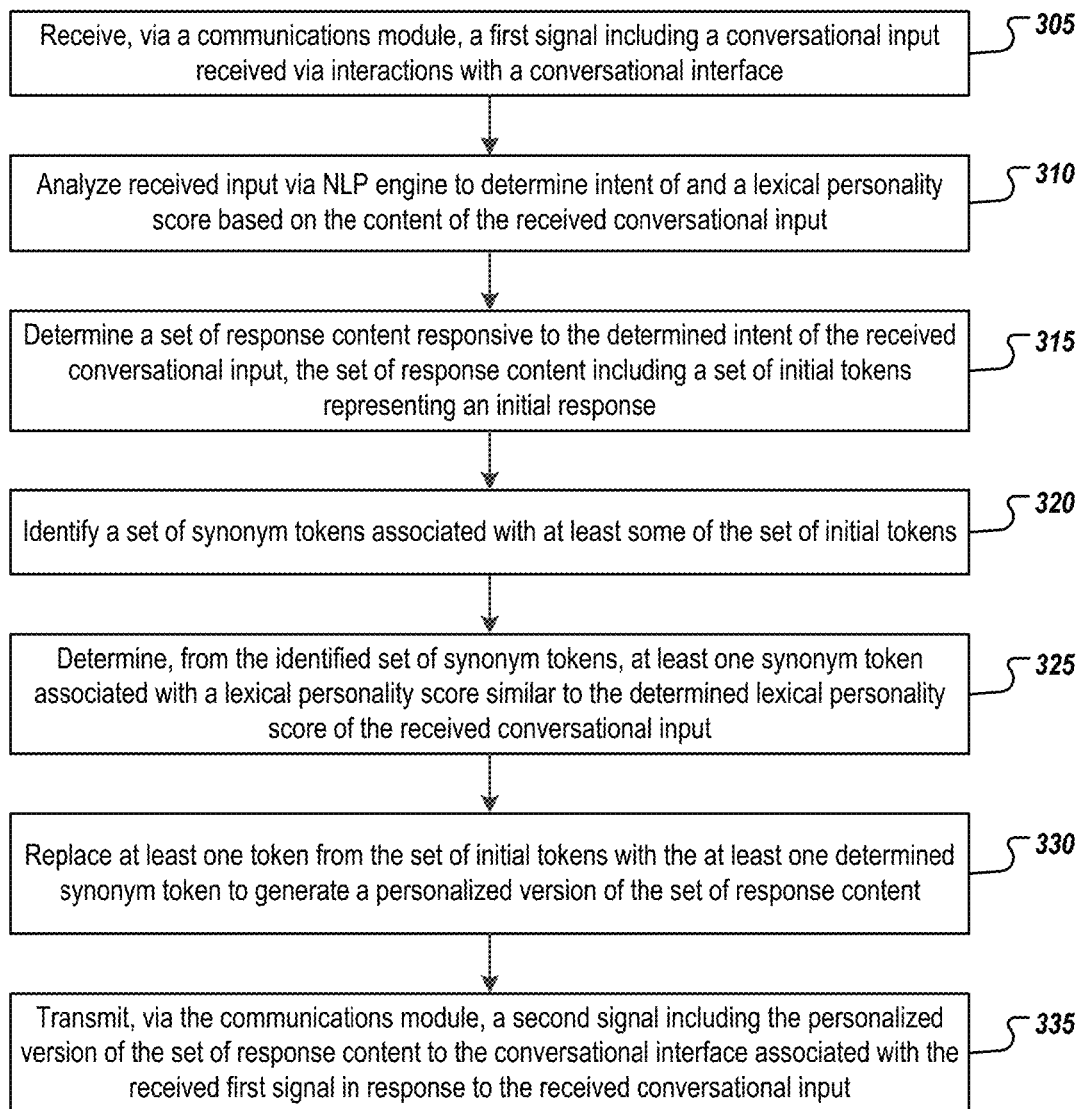 Receive, via a communications module, a first signal including a conversational input
received via interactions with a conversational interface
305
Analyze received input via NLP engine to determine intent of and a lexical personality
score based on the content of the received conversational input
310
Determine a set of response content responsive to the determined intent of the received
conversational input, the set of response content including a set of initial tokens
representing an initial response
315
Identify a set of synonym tokens associated with at least some of the set of initial tokens
320
Determine, from the identified set of synonym tokens, at least one synonym token
associated with a lexical personality score similar to the determined lexical personality
score of the received conversational input
325
Replace at least one token from the set of initial tokens with the at least one determined
synonym token to generate a personalized version of the set of response content
330
Transmit, via the communications module, a second signal including the personalized
version of the set of response content to the conversational interface associated with the
received first signal in response to the received conversational input
335